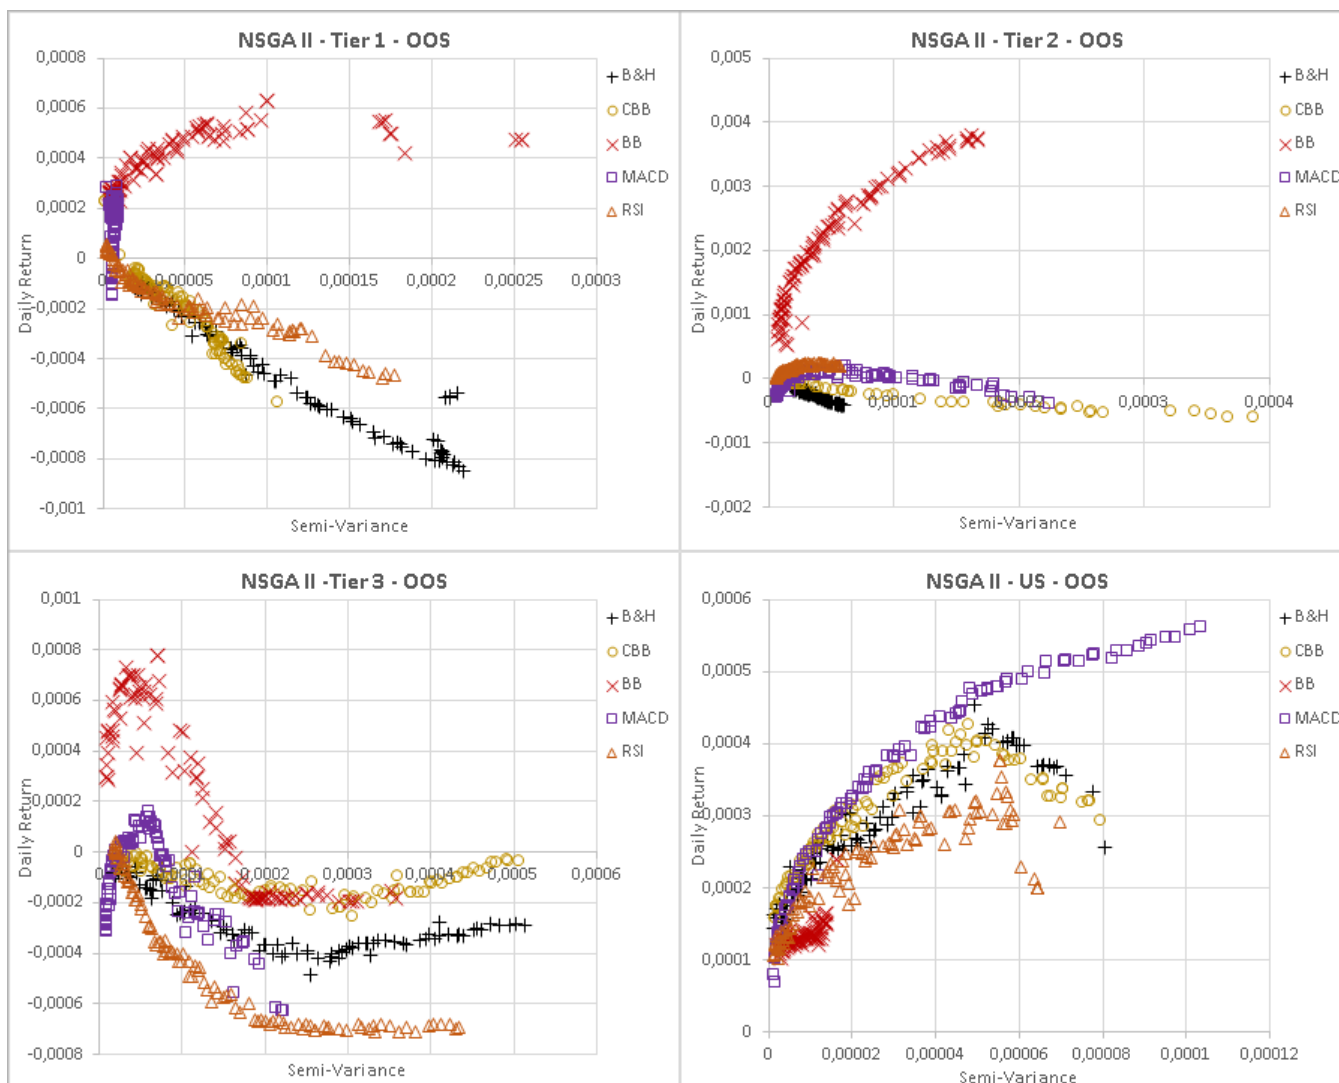 NSGA II - Tier 1 - OOS
0,0008
0,0006
0,0004
0,0002
0
-0,0002
-0,0004
-0,0006
-0,0008
-0,001
0
0,00005
0,0001
0,00015
0,0002
0,00025
0,0003
Daily Return
Semi-Variance
B&H
CBB
BB
MACD
RSI
NSGA II - Tier 2 - OOS
0,005
0,004
0,003
0,002
0,001
0
-0,001
-0,002
0
0,0001
0,0002
0,0003
0,0004
Daily Return
Semi-Variance
B&H
CBB
BB
MACD
RSI
NSGA II -Tier 3 - OOS
0,001
0,0008
0,0006
0,0004
0,0002
0
-0,0002
-0,0004
-0,0006
-0,0008
0
0,0001
0,0002
0,0003
0,0004
0,0005
0,0006
Daily Return
Semi-Variance
B&H
CBB
BB
MACD
RSI
NSGA II - US - OOS
0,0006
0,0005
0,0004
0,0003
0,0002
0,0001
0
0
0,00002
0,00004
0,00006
0,00008
0,0001
0,00012
Daily Return
Semi-Variance
B&H
CBB
BB
MACD
RSI